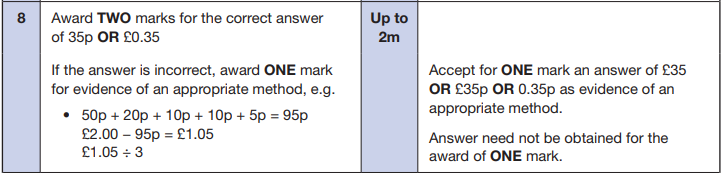 8
Award TWO marks for the correct answer
of 35p OR £0.35
If the answer is incorrect, award ONE mark
for evidence of an appropriate method, e.g.
• 50p + 20p + 10p + 10p + 5p = 95p
£2.00 – 95p = £1.05
£1.05 ÷ 3
Up to
2m
Accept for ONE mark an answer of £35
OR £35p OR 0.35p as evidence of an
appropriate method.
Answer need not be obtained for the
award of ONE mark.